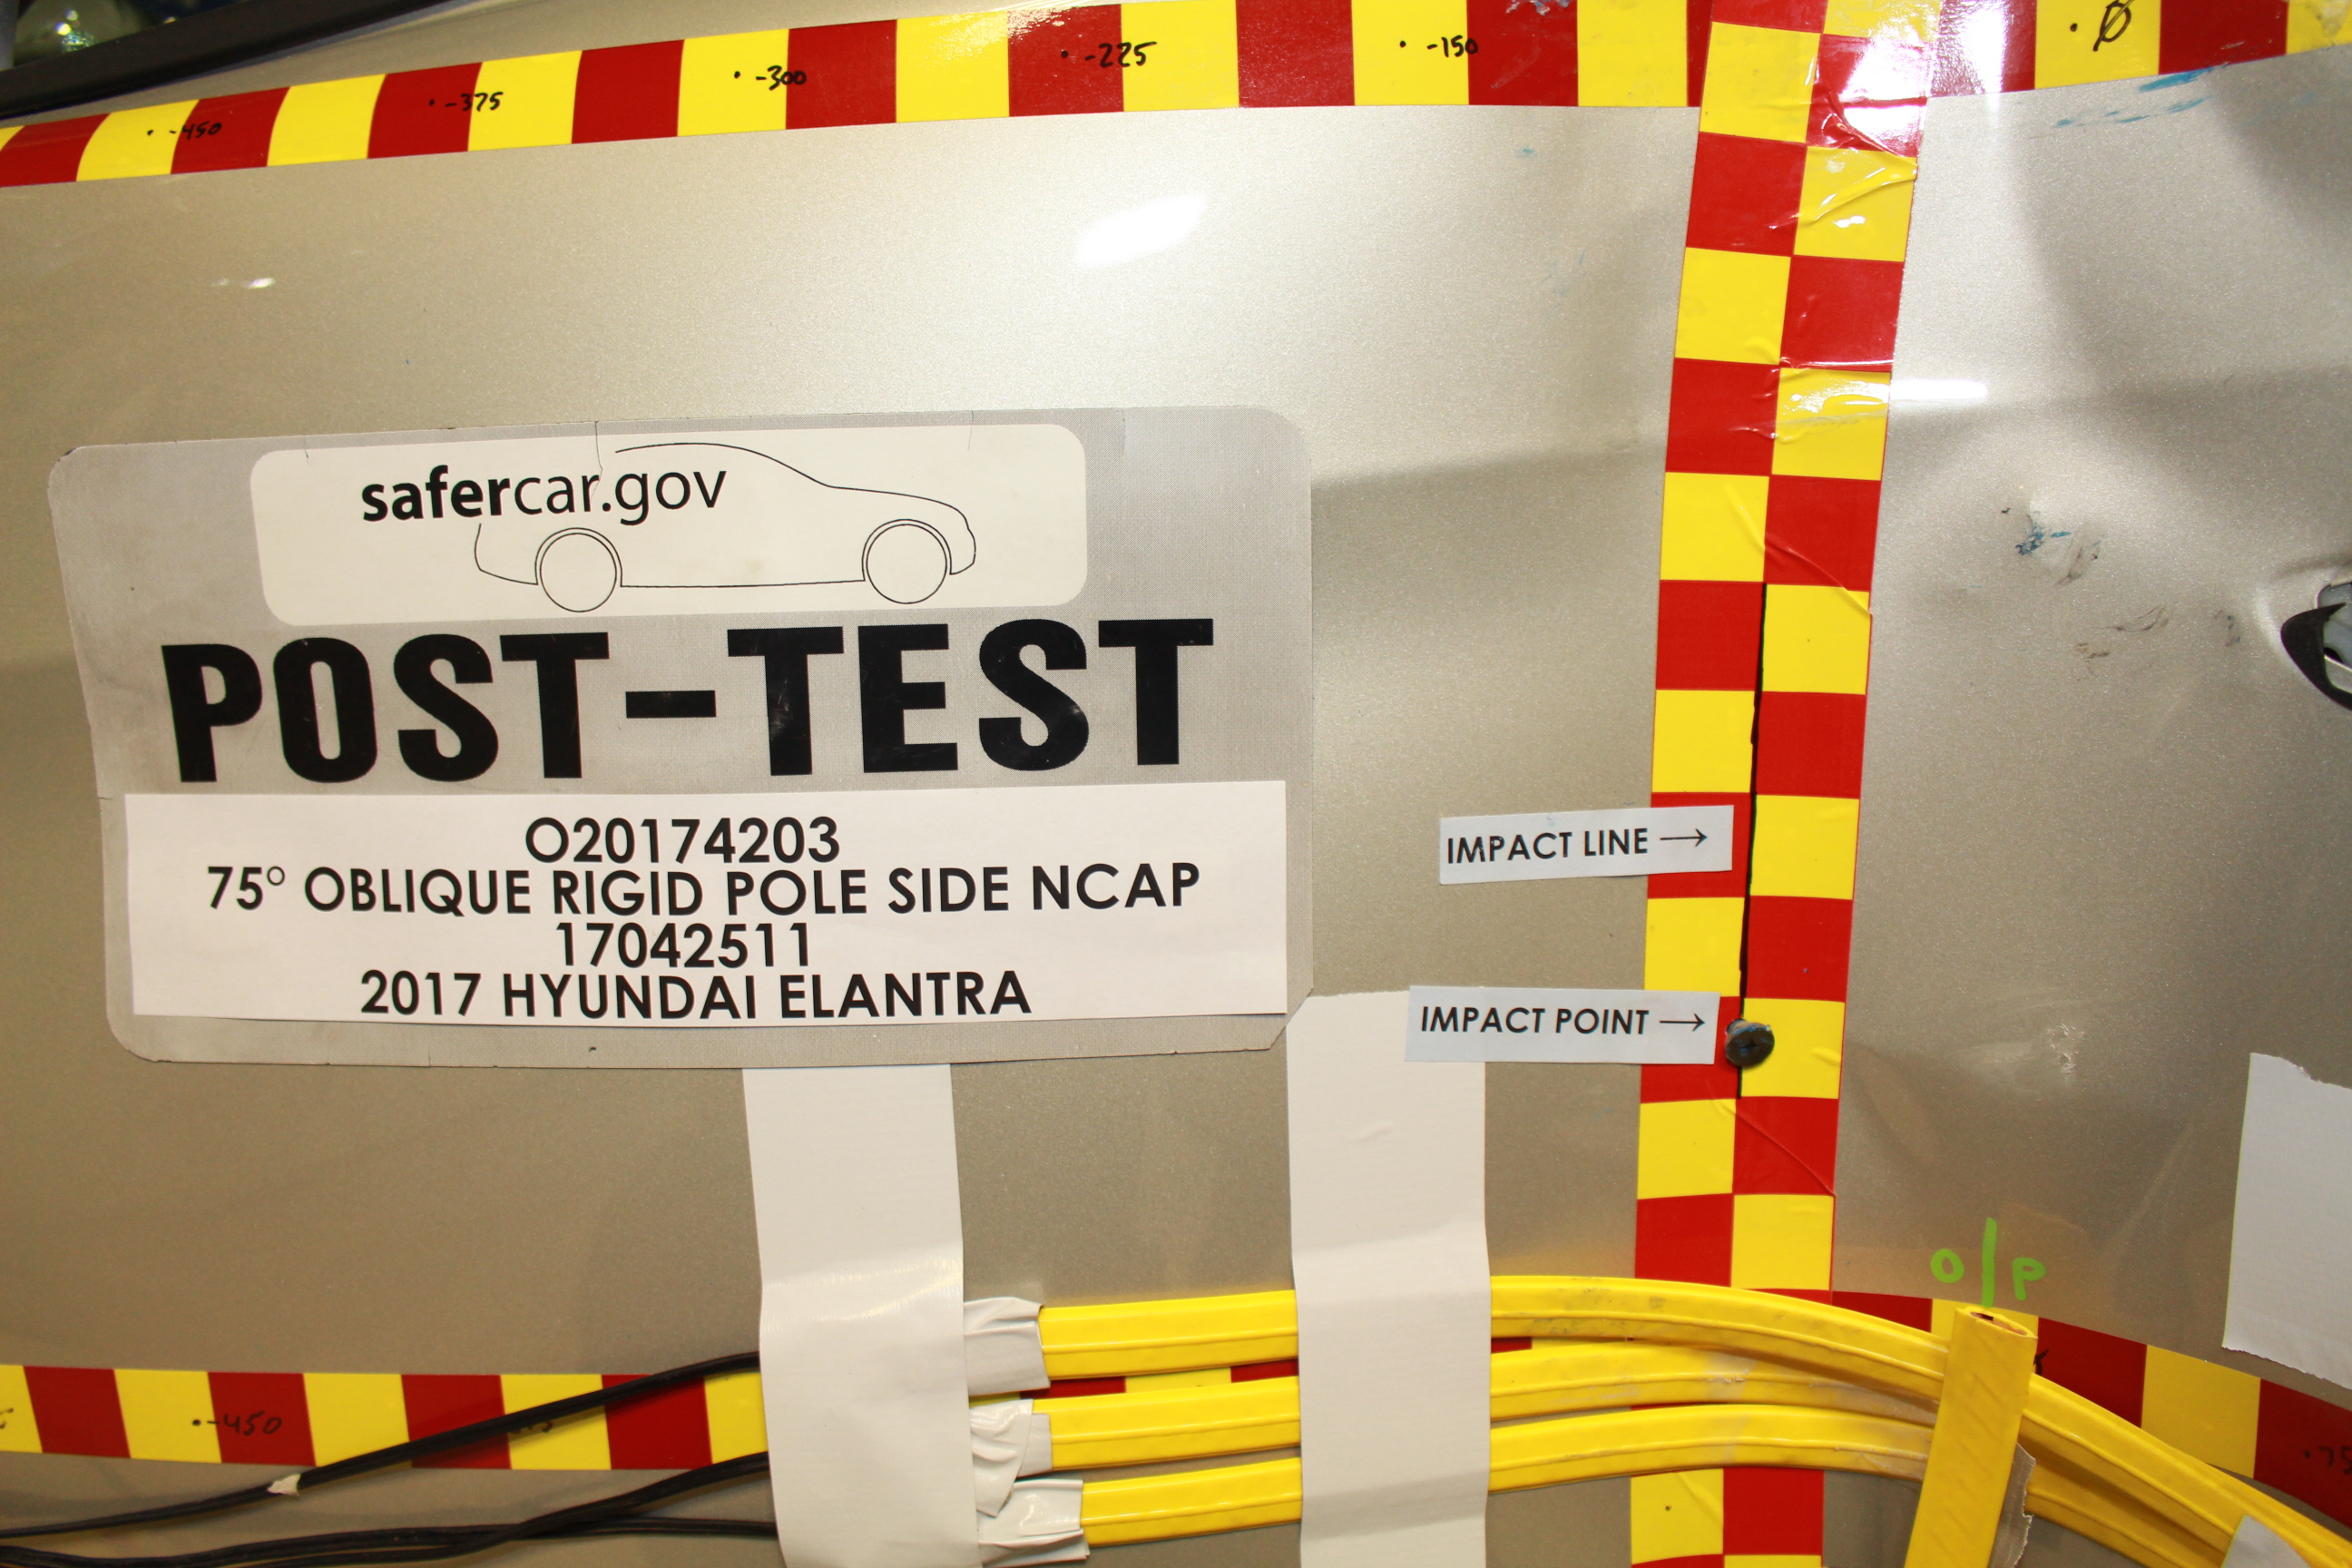 -450
-375
-300
-225
-150
0
safercar.gov
POST-TEST
O20174203
75° OBLIQUE RIGID POLE SIDE NCAP
17042511
2017 HYUNDAI ELANTRA
IMPACT LINE →
IMPACT POINT →
O|P
-450